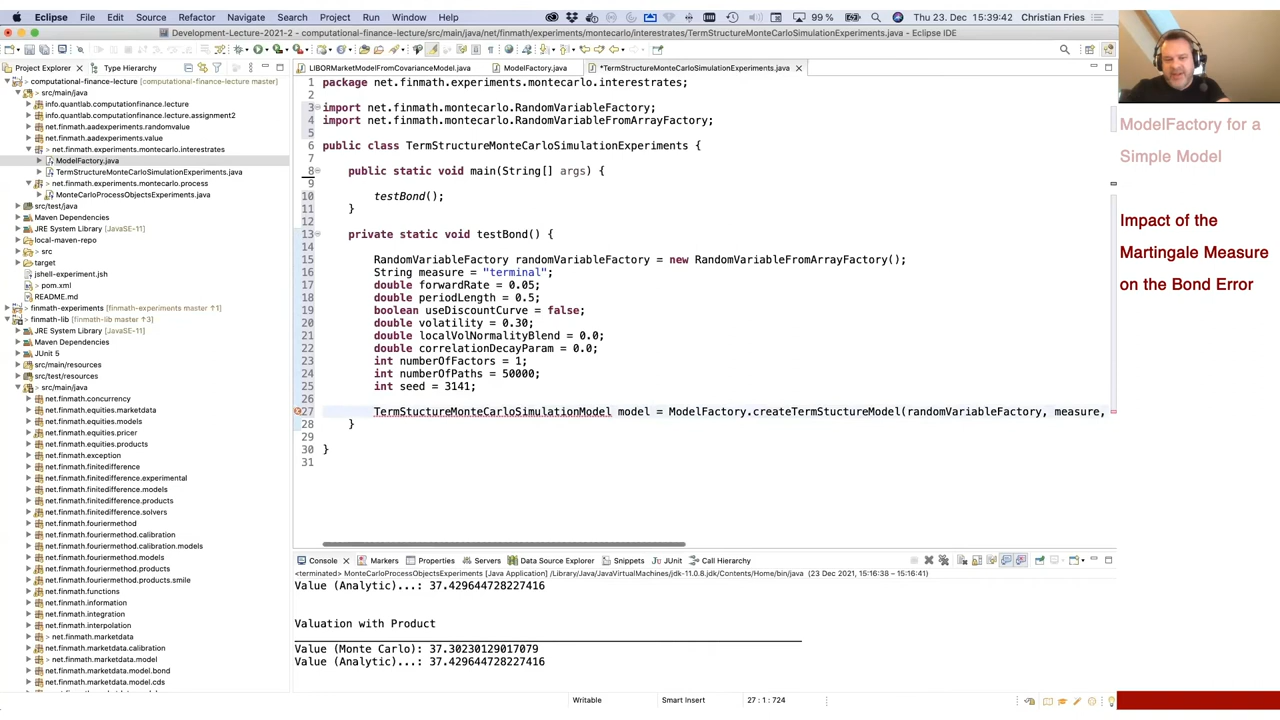 Eclipse File Edit Source Refactor Navigate Search Project Run Window Help 99 % Thu 23. Dec 15:39:42 Christian Fries
Development-Lecture-2021-2 - computational-finance-lecture/src/main/java/net/finmath/experiments/montecarlo/interestrates/TermStructureMonteCarloSimulationExperiments.java - Eclipse IDE
Project Explorer Type Hierarchy
computational-finance-lecture [computational-finance-lecture master]
src/main/java
info.quantlab.computationfinance.lecture
info.quantlab.computationfinance.lecture.assignment2
net.finmath.aadexperiments.randomvalue
net.finmath.aadexperiments.value
net.finmath.experiments.montecarlo.interestrates
ModelFactory.java
TermStructureMonteCarloSimulationExperiments.java
net.finmath.experiments.montecarlo.process
MonteCarloProcessObjectsExperiments.java
src/test/java
Maven Dependencies
JRE System Library [JavaSE-11]
local-maven-repo
src
target
jshell-experiment.jsh
pom.xml
README.md
finmath-experiments [finmath-experiments master ↑1]
finmath-lib [finmath-lib master ↑3]
JRE System Library [JavaSE-11]
Maven Dependencies
JUnit 5
src/main/resources
src/test/resources
src/main/java
net.finmath.concurrency
net.finmath.equities.marketdata
net.finmath.equities.models
net.finmath.equities.pricer
net.finmath.equities.products
net.finmath.exception
net.finmath.finitedifference
net.finmath.finitedifference.experimental
net.finmath.finitedifference.models
net.finmath.finitedifference.products
net.finmath.finitedifference.solvers
net.finmath.fouriermethod
net.finmath.fouriermethod.calibration
net.finmath.fouriermethod.calibration.models
net.finmath.fouriermethod.models
net.finmath.fouriermethod.products
net.finmath.fouriermethod.products.smile
net.finmath.functions
net.finmath.information
net.finmath.integration
net.finmath.interpolation
net.finmath.marketdata
net.finmath.marketdata.calibration
net.finmath.marketdata.model
net.finmath.marketdata.model.bond
net.finmath.marketdata.model.cds
LIBORMarketModelFromCovarianceModel.java ModelFactory.java *TermStructureMonteCarloSimulationExperiments.java
1 package net.finmath.experiments.montecarlo.interestrates;
2
3 import net.finmath.montecarlo.RandomVariableFactory;
4 import net.finmath.montecarlo.RandomVariableFromArrayFactory;
5
6 public class TermStructureMonteCarloSimulationExperiments {
7
8 public static void main(String[] args) {
9
10 testBond();
11 }
12
13 private static void testBond() {
14
15 RandomVariableFactory randomVariableFactory = new RandomVariableFromArrayFactory();
16 String measure = "terminal";
17 double forwardRate = 0.05;
18 double periodLength = 0.5;
19 boolean useDiscountCurve = false;
20 double volatility = 0.30;
21 double localVolNormalityBlend = 0.0;
22 double correlationDecayParam = 0.0;
23 int numberOfFactors = 1;
24 int numberOfPaths = 50000;
25 int seed = 3141;
26
27 TermStuctureMonteCarloSimulationModel model = ModelFactory.createTermStuctureModel(randomVariableFactory, measure,
28 }
29
30 }
31
Console Markers Properties Servers Data Source Explorer Snippets JUnit Call Hierarchy
<terminated> MonteCarloProcessObjectsExperiments [Java Application] /Library/Java/JavaVirtualMachines/jdk-11.0.8.jdk/Contents/Home/bin/java (23 Dec 2021, 15:16:38 – 15:16:41)
Value (Analytic)...: 37.429644728227416
Valuation with Product
Value (Monte Carlo): 37.30230129017079
Value (Analytic)...: 37.429644728227416
Writable Smart Insert 27 : 1 : 724
ModelFactory for a
Simple Model
Impact of the
Martingale Measure
on the Bond Error